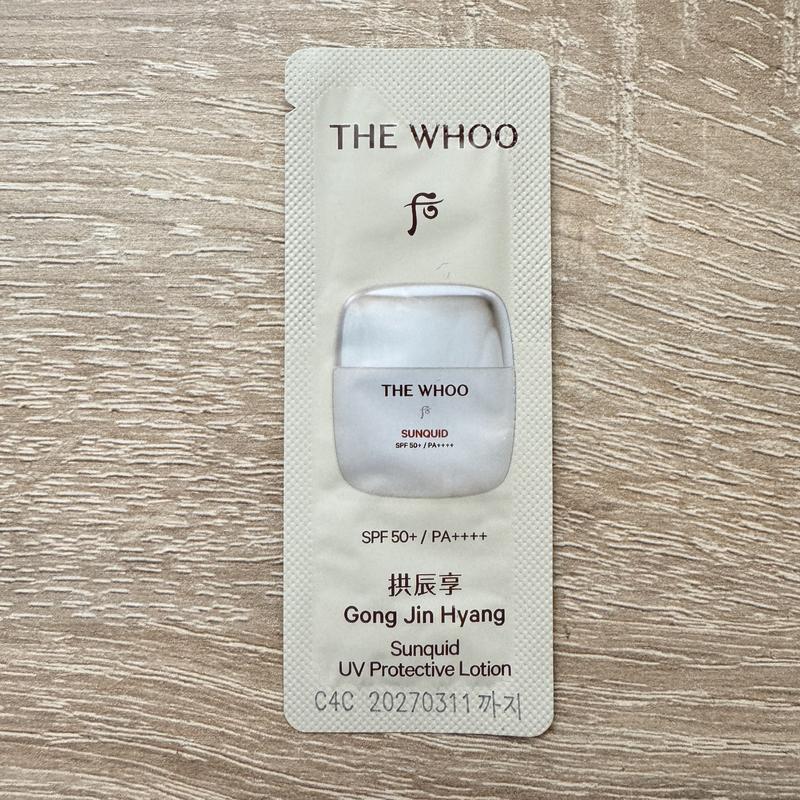 THE WHOO
THE WHOO
SUNQUID
SPF 50+ / PA++++
SPF 50+ / PA++++
拱辰享
Gong Jin Hyang
Sunquid
UV Protective Lotion
C4C 20270311까지